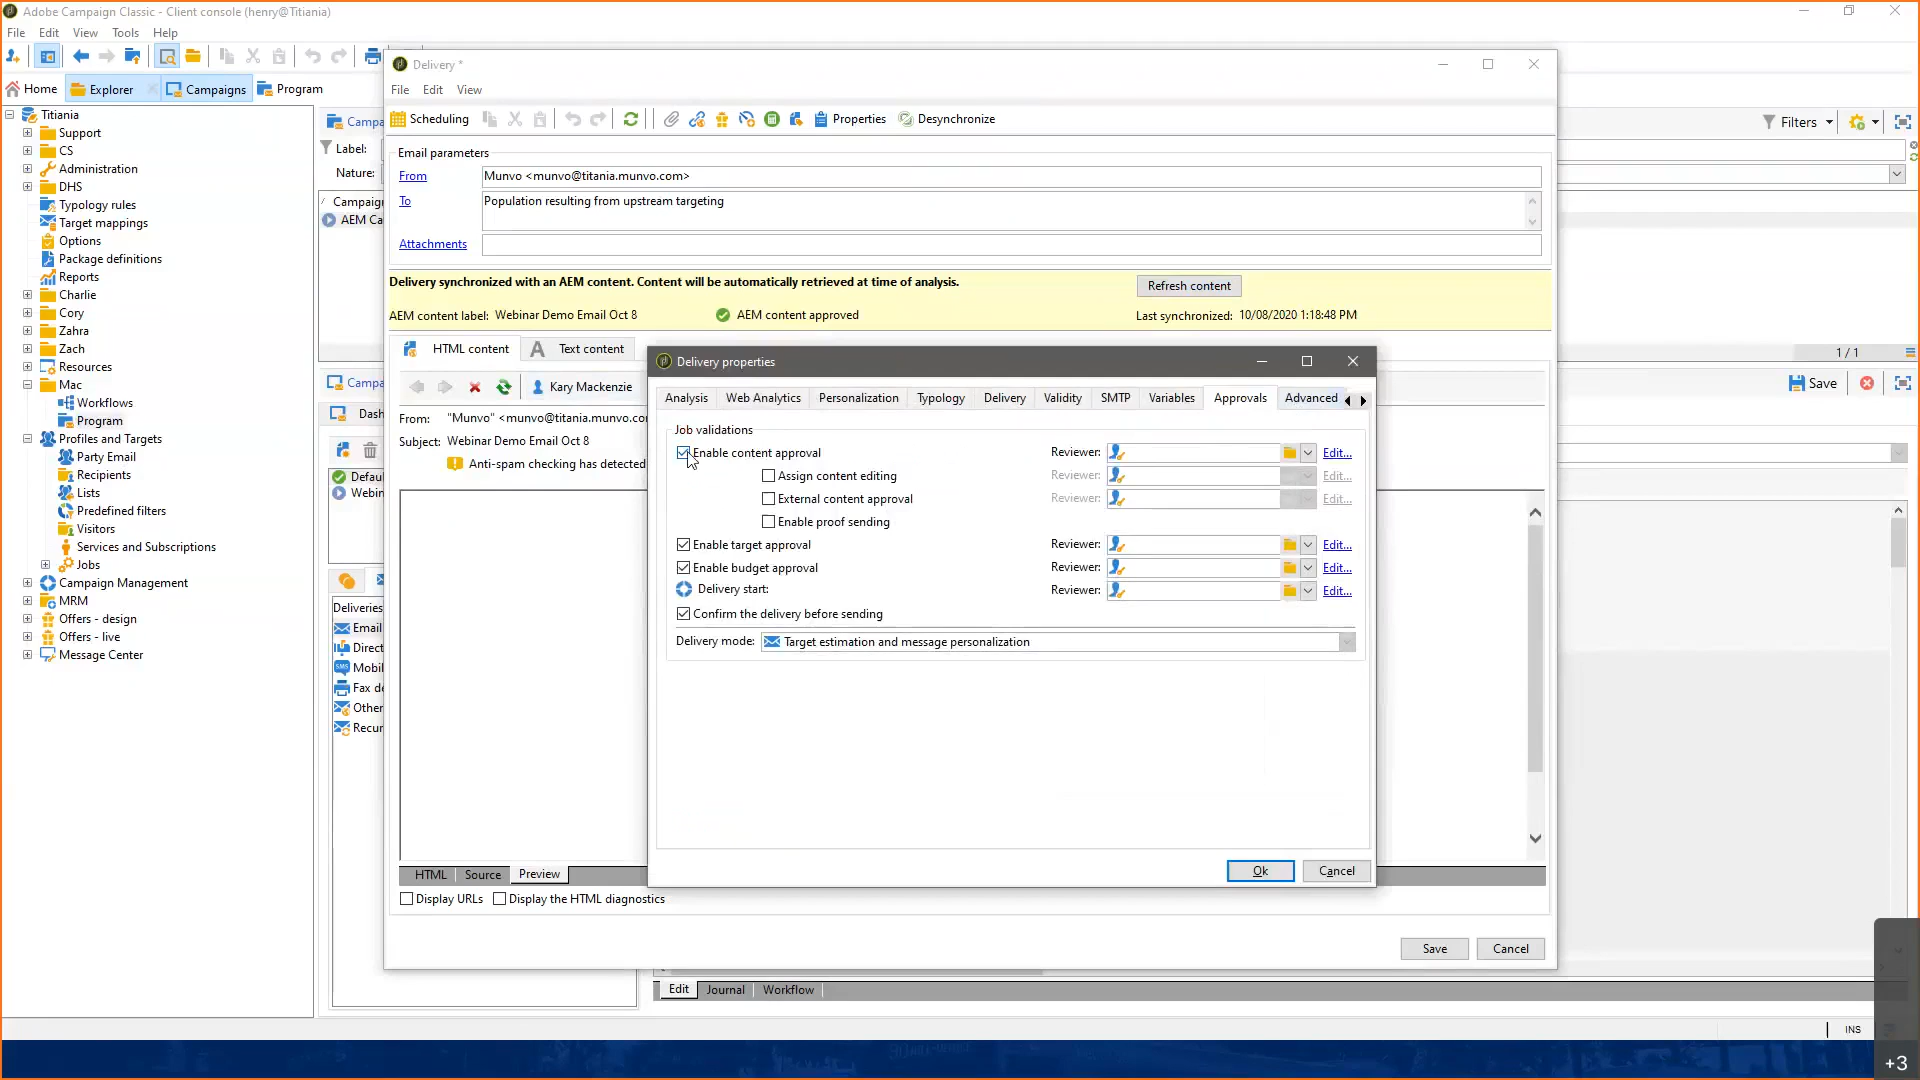 Adobe Campaign Classic - Client console (henry@Titiania)
File Edit View Tools Help
Home Explorer Campaigns Program
Titania
Support
CS
Administration
DHS
Typology rules
Target mappings
Options
Package definitions
Reports
Charlie
Cory
Zahra
Zach
Resources
Mac
Workflows
Program
Profiles and Targets
Party Email
Recipients
Lists
Predefined filters
Visitors
Services and Subscriptions
Jobs
Campaign Management
MRM
Offers - design
Offers - live
Message Center
Campa
Label:
Nature:
Campaign
AEM Ca
Filters
1 / 1
Campa
Save
Dash
Defau
Webin
Deliveries
Email
Direct
Mobil
Fax de
Other
Recur
Delivery *
File Edit View
Scheduling Properties Desynchronize
Email parameters
From Munvo <munvo@titania.munvo.com>
To Population resulting from upstream targeting
Attachments
Delivery synchronized with an AEM content. Content will be automatically retrieved at time of analysis. Refresh content
AEM content label: Webinar Demo Email Oct 8 AEM content approved Last synchronized: 10/08/2020 1:18:48 PM
HTML content A Text content
Kary Mackenzie
From: "Munvo" <munvo@titania.munvo.co
Subject: Webinar Demo Email Oct 8
Anti-spam checking has detected
Delivery properties
Analysis Web Analytics Personalization Typology Delivery Validity SMTP Variables Approvals Advanced
Job validations
Enable content approval Reviewer: Edit...
Assign content editing Reviewer: Edit...
External content approval Reviewer: Edit...
Enable proof sending
Enable target approval Reviewer: Edit...
Enable budget approval Reviewer: Edit...
Delivery start: Reviewer: Edit...
Confirm the delivery before sending
Delivery mode: Target estimation and message personalization
Ok Cancel
HTML Source Preview
Display URLs Display the HTML diagnostics
Save Cancel
Edit Journal Workflow
INS
+3